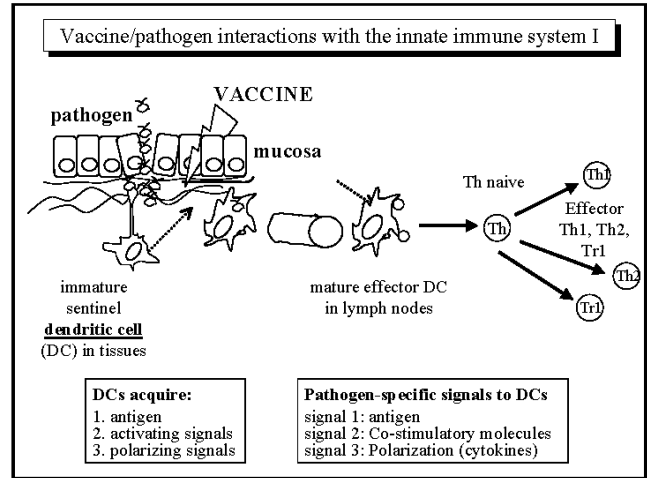 Vaccine/pathogen interactions with the innate immune system I
VACCINE
pathogen
mucosa
Th naive
Th1
Effector
Th1, Th2,
Tr1
Th
Th2
Tr1
immature
sentinel
dendritic cell
(DC) in tissues
mature effector DC
in lymph nodes
DCs acquire:
1. antigen
2. activating signals
3. polarizing signals
Pathogen-specific signals to DCs
signal 1: antigen
signal 2: Co-stimulatory molecules
signal 3: Polarization (cytokines)